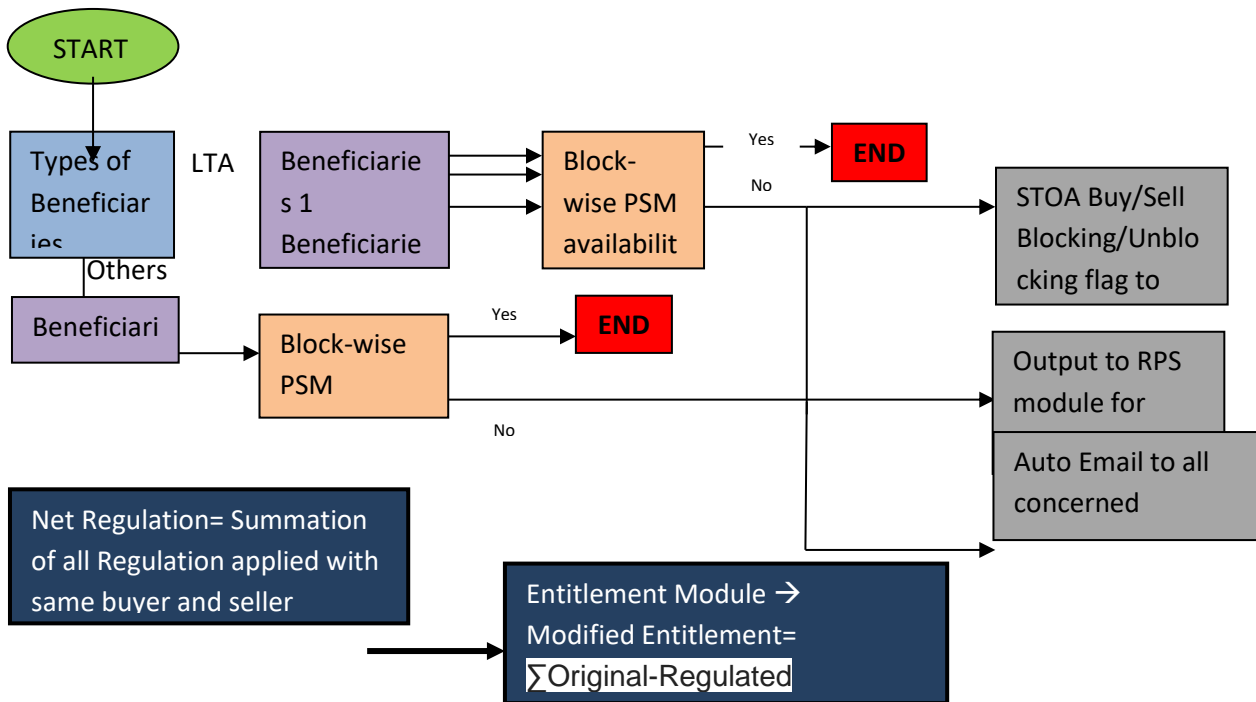 START
Types of
Beneficiar
ies
LTA
Beneficiarie
s 1
Beneficiarie
Block-
wise PSM
availabilit
Yes
No
END
STOA Buy/Sell
Blocking/Unblo
cking flag to
Others
Beneficiari
Block-wise
PSM
Yes
No
END
Output to RPS
module for
Auto Email to all
concerned
Net Regulation= Summation
of all Regulation applied with
same buyer and seller
Entitlement Module →
Modified Entitlement=
∑Original-Regulated